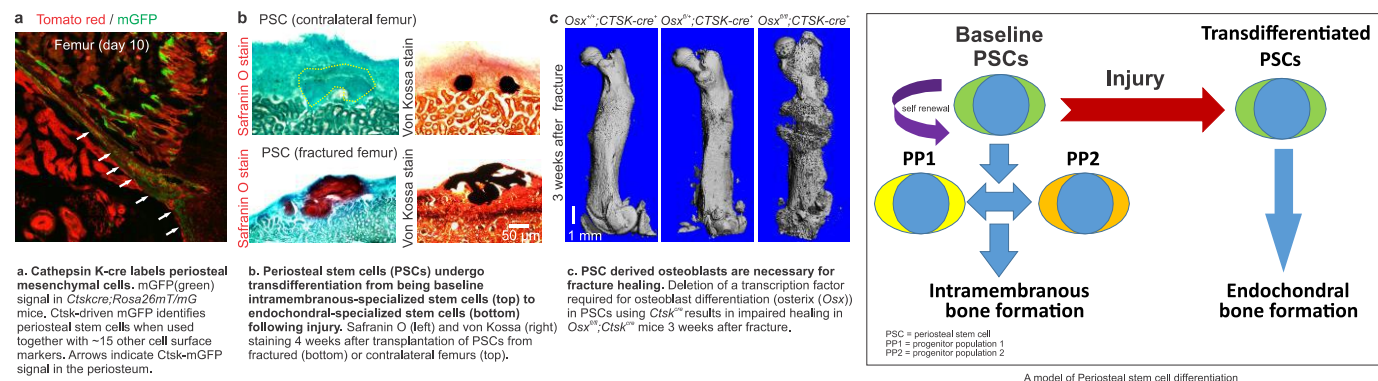 a Tomato red / mGFP
Femur (day 10)
a. Cathepsin K-cre labels periosteal
mesenchymal cells. mGFP(green)
signal in Ctskcre;Rosa26mT/mG
mice. Ctsk-driven mGFP identifies
periosteal stem cells when used
together with ~15 other cell surface
markers. Arrows indicate Ctsk-mGFP
signal in the periosteum.
b PSC (contralateral femur)
Safranin O stain
Von Kossa stain
PSC (fractured femur)
Safranin O stain
Von Kossa stain
50 μm
b. Periosteal stem cells (PSCs) undergo
transdifferentiation from being baseline
intramembranous-specialized stem cells (top) to
endochondral-specialized stem cells (bottom)
following injury. Safranin O (left) and von Kossa (right)
staining 4 weeks after transplantation of PSCs from
fractured (bottom) or contralateral femurs (top).
c Osx+/+;CTSK-cre+ Osxfl/+;CTSK-cre+ Osxfl/fl;CTSK-cre+
3 weeks after fracture
1 mm
c. PSC derived osteoblasts are necessary for
fracture healing. Deletion of a transcription factor
required for osteoblast differentiation (osterix (Osx))
in PSCs using Ctskcre results in impaired healing in
Osxfl/fl;Ctskcre mice 3 weeks after fracture.
Baseline
PSCs
Injury
Transdifferentiated
PSCs
self renewal
PP1
PP2
Intramembranous
bone formation
Endochondral
bone formation
PSC = periosteal stem cell
PP1 = progenitor population 1
PP2 = progenitor population 2
A model of Periosteal stem cell differentiation